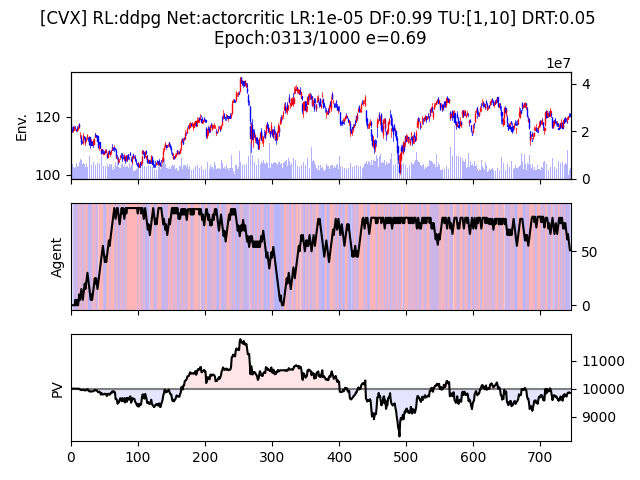 [CVX] RL:ddpg Net:actorcritic LR:1e-05 DF:0.99 TU:[1,10] DRT:0.05
Epoch:0313/1000 e=0.69
1e7
Env.
120
100
4
2
0
Agent
50
0
PV
11000
10000
9000
0 100 200 300 400 500 600 700